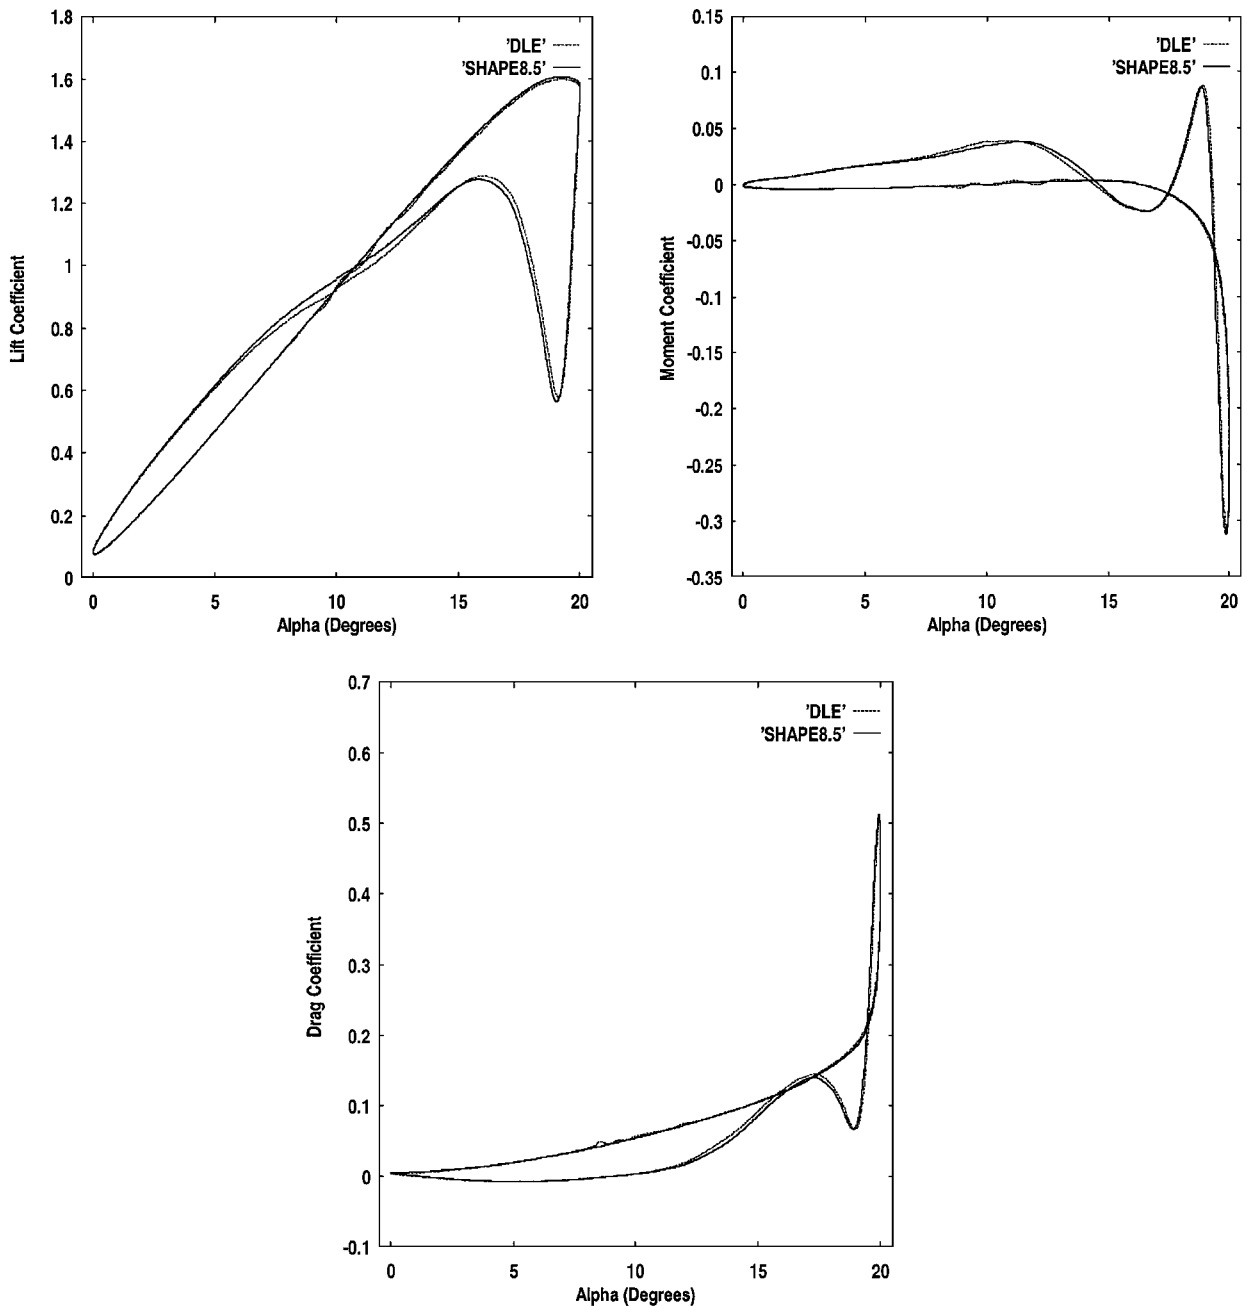 1.8
1.6
1.4
1.2
1
0.8
0.6
0.4
0.2
0
Lift Coefficient
'DLE'
'SHAPE8.5'
0 5 10 15 20
Alpha (Degrees)
0.15
0.1
0.05
0
-0.05
-0.1
-0.15
-0.2
-0.25
-0.3
-0.35
Moment Coefficient
'DLE'
'SHAPE8.5'
0 5 10 15 20
Alpha (Degrees)
0.7
0.6
0.5
0.4
0.3
0.2
0.1
0
-0.1
Drag Coefficient
'DLE'
'SHAPE8.5'
0 5 10 15 20
Alpha (Degrees)